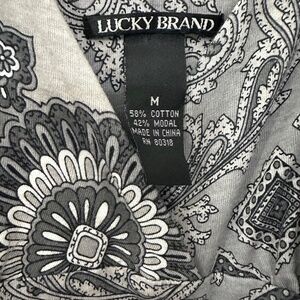 LUCKY BRAND
M
58% COTTON
42% MODAL
MADE IN CHINA
RN 80318